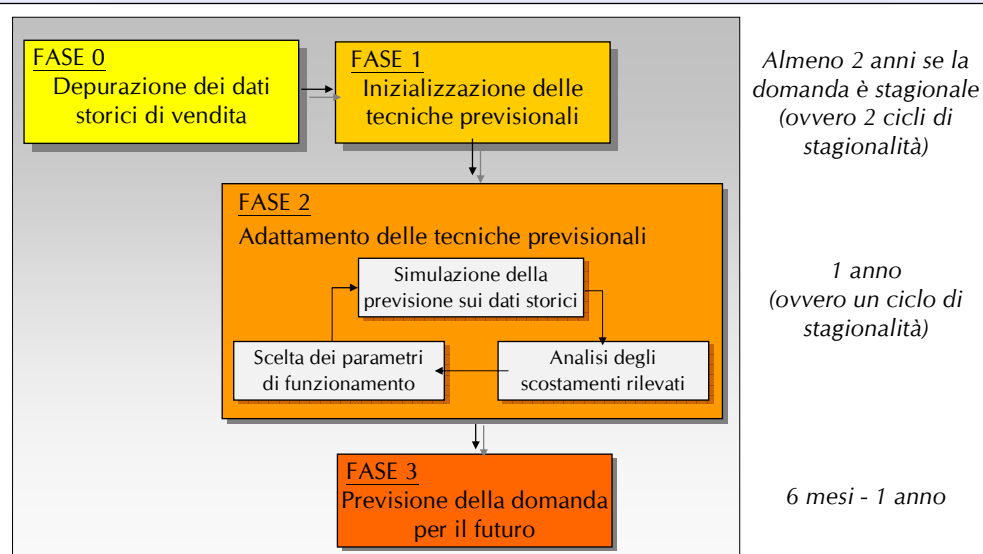 FASE 0
Depurazione dei dati
storici di vendita
FASE 1
Inizializzazione delle
tecniche previsionali
Almeno 2 anni se la
domanda è stagionale
(ovvero 2 cicli di
stagionalità)
FASE 2
Adattamento delle tecniche previsionali
Simulazione della
previsione sui dati storici
Scelta dei parametri
di funzionamento
Analisi degli
scostamenti rilevati
1 anno
(ovvero un ciclo di
stagionalità)
FASE 3
Previsione della domanda
per il futuro
6 mesi - 1 anno